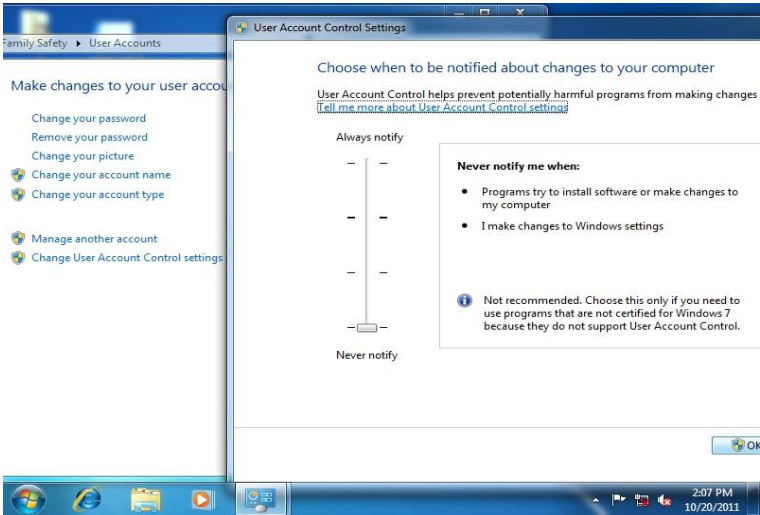 Family Safety ▸ User Accounts
Make changes to your user accou
Change your password
Remove your password
Change your picture
Change your account name
Change your account type
Manage another account
Change User Account Control settings
User Account Control Settings
Choose when to be notified about changes to your computer
User Account Control helps prevent potentially harmful programs from making changes
Tell me more about User Account Control settings
Always notify
Never notify me when:
• Programs try to install software or make changes to
my computer
• I make changes to Windows settings
Not recommended. Choose this only if you need to
use programs that are not certified for Windows 7
because they do not support User Account Control.
Never notify
OK
2:07 PM
10/20/2011